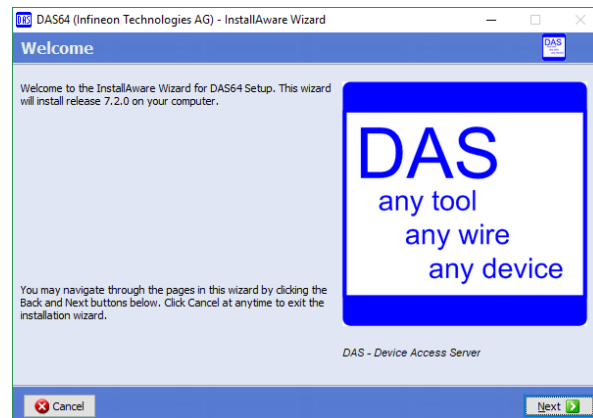 DAS DAS64 (Infineon Technologies AG) - InstallAware Wizard
Welcome
DAS
Welcome to the InstallAware Wizard for DAS64 Setup. This wizard
will install release 7.2.0 on your computer.
DAS
any tool
any wire
any device
You may navigate through the pages in this wizard by clicking the
Back and Next buttons below. Click Cancel at anytime to exit the
installation wizard.
DAS - Device Access Server
Cancel
Next